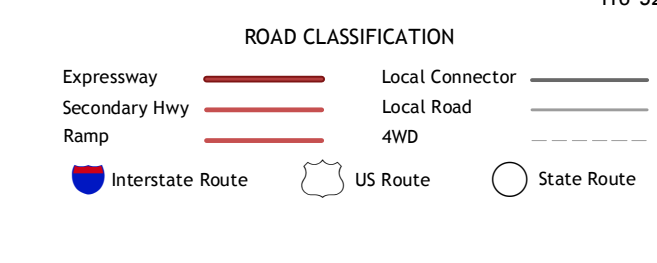 ROAD CLASSIFICATION
Expressway
Local Connector
Secondary Hwy
Local Road
Ramp
4WD
Interstate Route
US Route
State Route